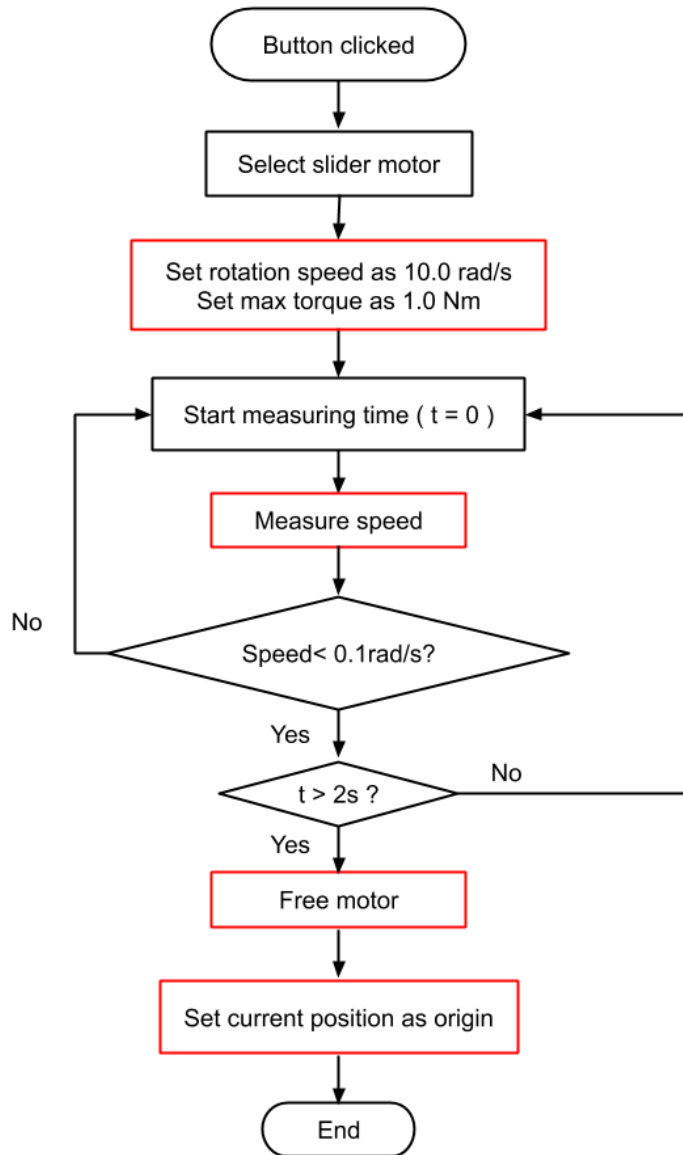 Button clicked
Select slider motor
Set rotation speed as 10.0 rad/s
Set max torque as 1.0 Nm
Start measuring time ( t = 0 )
Measure speed
No
Speed< 0.1rad/s?
Yes
t > 2s ?
No
Yes
Free motor
Set current position as origin
End